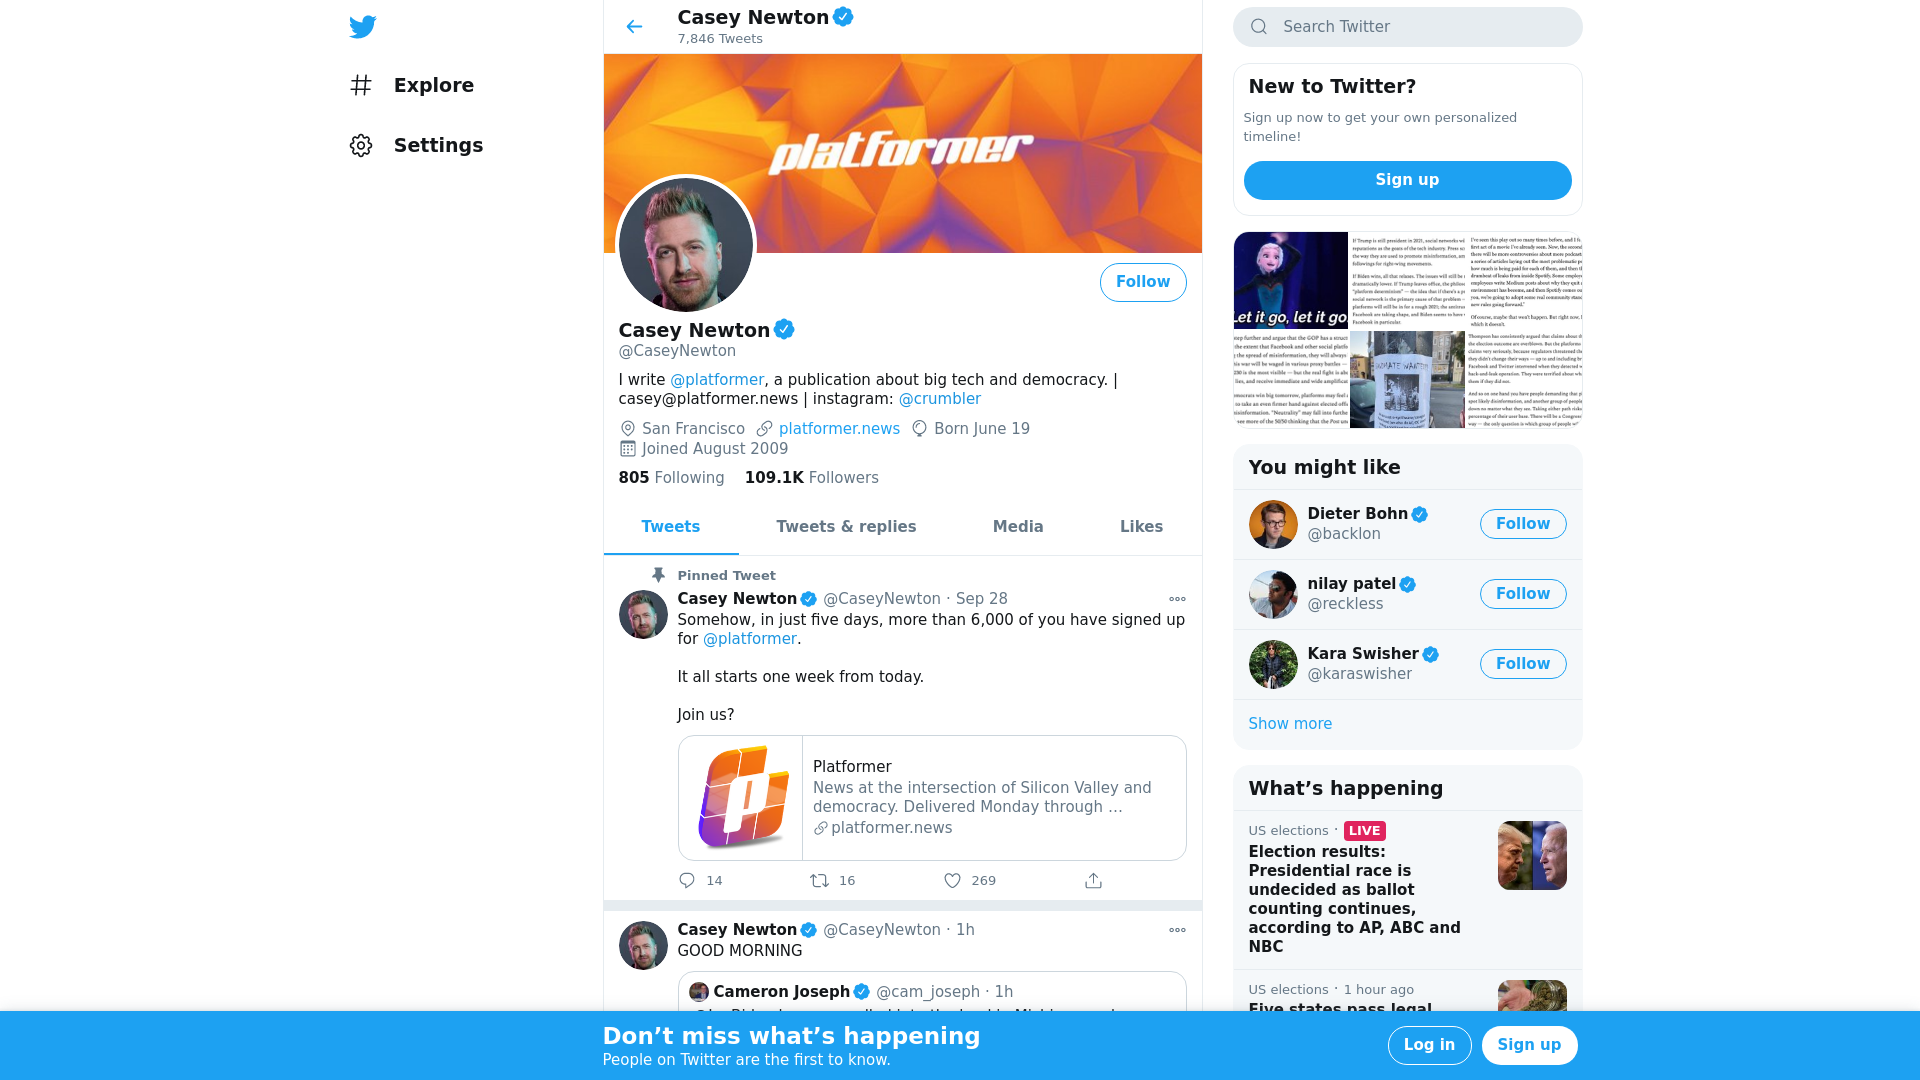 Casey Newton
7,846 Tweets
Search Twitter
Explore
Settings
New to Twitter?
Sign up now to get your own personalized
timeline!
Sign up
platformer
Follow
Casey Newton
@CaseyNewton
I write @platformer, a publication about big tech and democracy. |
casey@platformer.news | instagram: @crumbler
San Francisco platformer.news Born June 19
Joined August 2009
805 Following 109.1K Followers
Tweets Tweets & replies Media Likes
Pinned Tweet
Casey Newton @CaseyNewton · Sep 28
Somehow, in just five days, more than 6,000 of you have signed up
for @platformer.
It all starts one week from today.
Join us?
Platformer
News at the intersection of Silicon Valley and
democracy. Delivered Monday through …
platformer.news
14 16 269
Casey Newton @CaseyNewton · 1h
GOOD MORNING
Cameron Joseph @cam_joseph · 1h
Let it go, let it go
You might like
Dieter Bohn
@backlon
Follow
nilay patel
@reckless
Follow
Kara Swisher
@karaswisher
Follow
Show more
What’s happening
US elections · LIVE
Election results:
Presidential race is
undecided as ballot
counting continues,
according to AP, ABC and
NBC
US elections · 1 hour ago
Five states pass legal
Don’t miss what’s happening
People on Twitter are the first to know.
Log in
Sign up